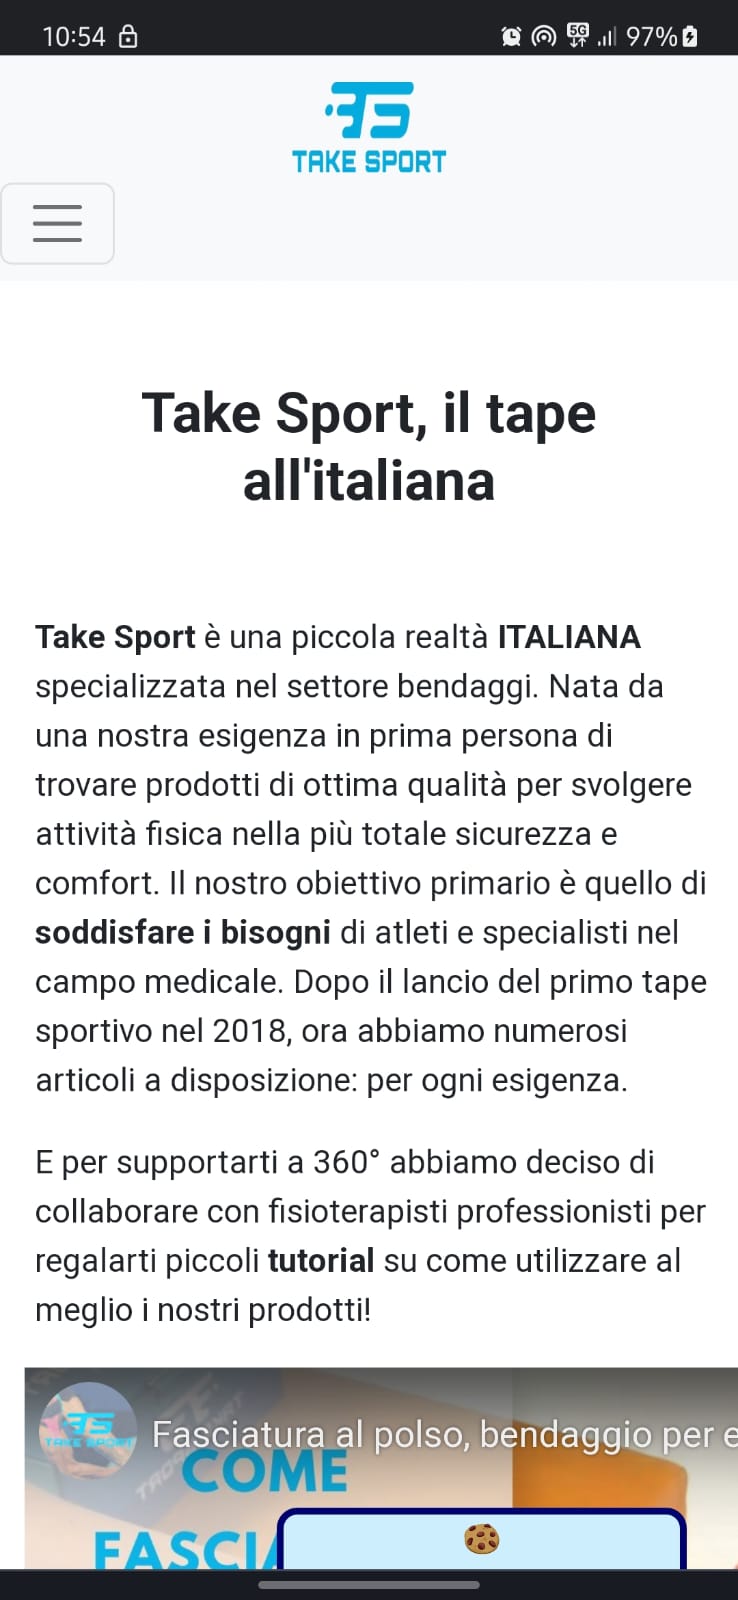 10:54
5G
97%
TAKE SPORT
Take Sport, il tape
all'italiana
Take Sport è una piccola realtà ITALIANA
specializzata nel settore bendaggi. Nata da
una nostra esigenza in prima persona di
trovare prodotti di ottima qualità per svolgere
attività fisica nella più totale sicurezza e
comfort. Il nostro obiettivo primario è quello di
soddisfare i bisogni di atleti e specialisti nel
campo medicale. Dopo il lancio del primo tape
sportivo nel 2018, ora abbiamo numerosi
articoli a disposizione: per ogni esigenza.
E per supportarti a 360° abbiamo deciso di
collaborare con fisioterapisti professionisti per
regalarti piccoli tutorial su come utilizzare al
meglio i nostri prodotti!
TAKE SPORT
Fasciatura al polso, bendaggio per e
COME
FASCIA